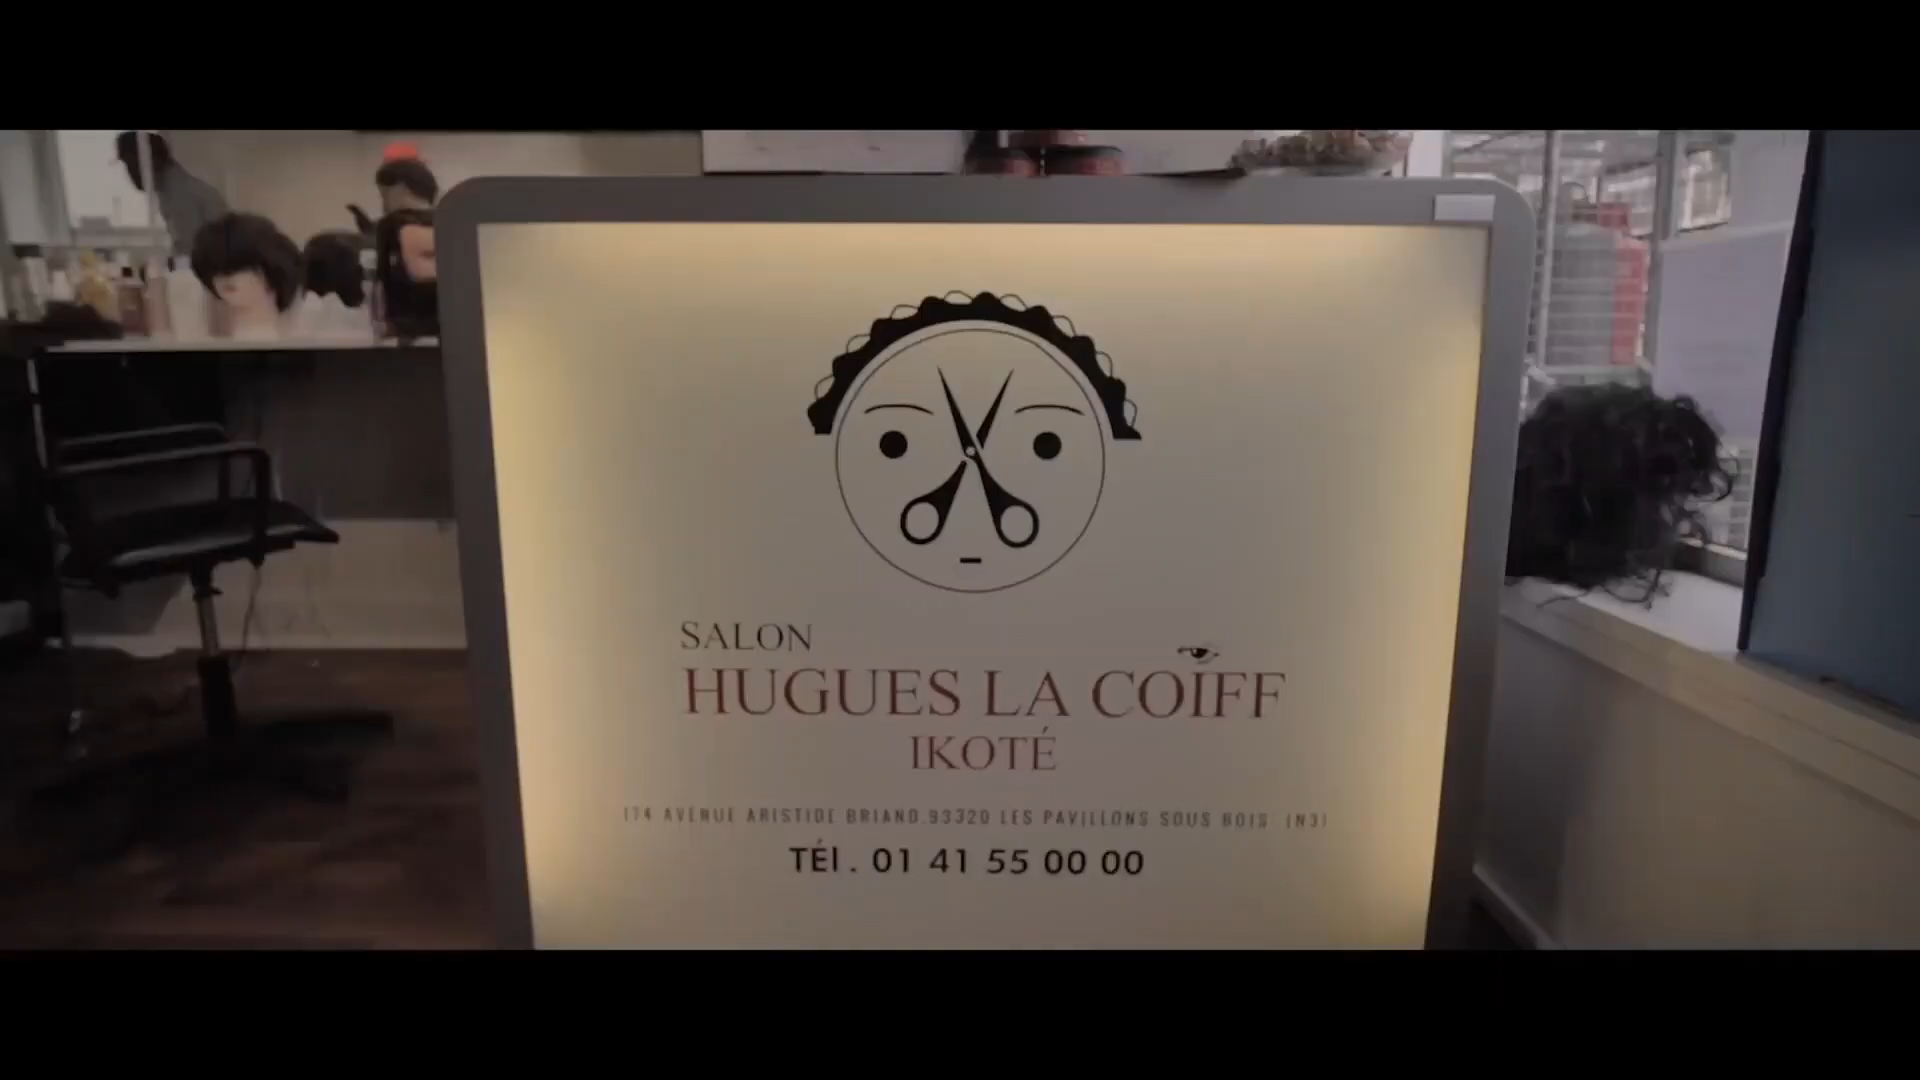 SALON
HUGUES LA COIFF
IKOTÉ
174 AVENUE ARISTIDE BRIAND.93320 LES PAVILLONS SOUS BOIS (N3)
TÉl . 01 41 55 00 00